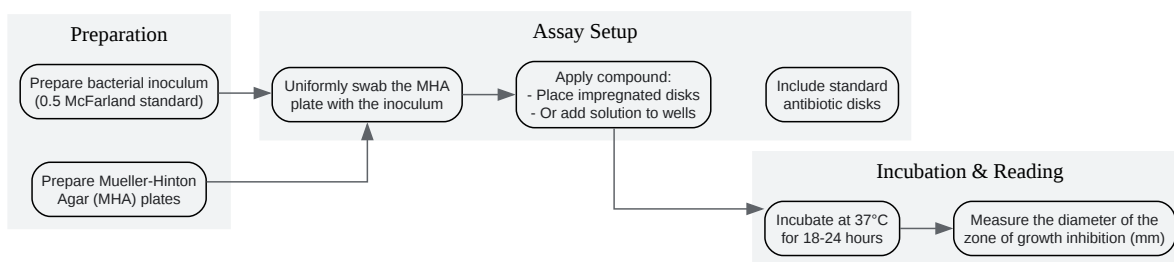 Preparation
Prepare bacterial inoculum
(0.5 McFarland standard)
Prepare Mueller-Hinton
Agar (MHA) plates
Assay Setup
Uniformly swab the MHA
plate with the inoculum
Apply compound:
- Place impregnated disks
- Or add solution to wells
Include standard
antibiotic disks
Incubation & Reading
Incubate at 37°C
for 18-24 hours
Measure the diameter of the
zone of growth inhibition (mm)